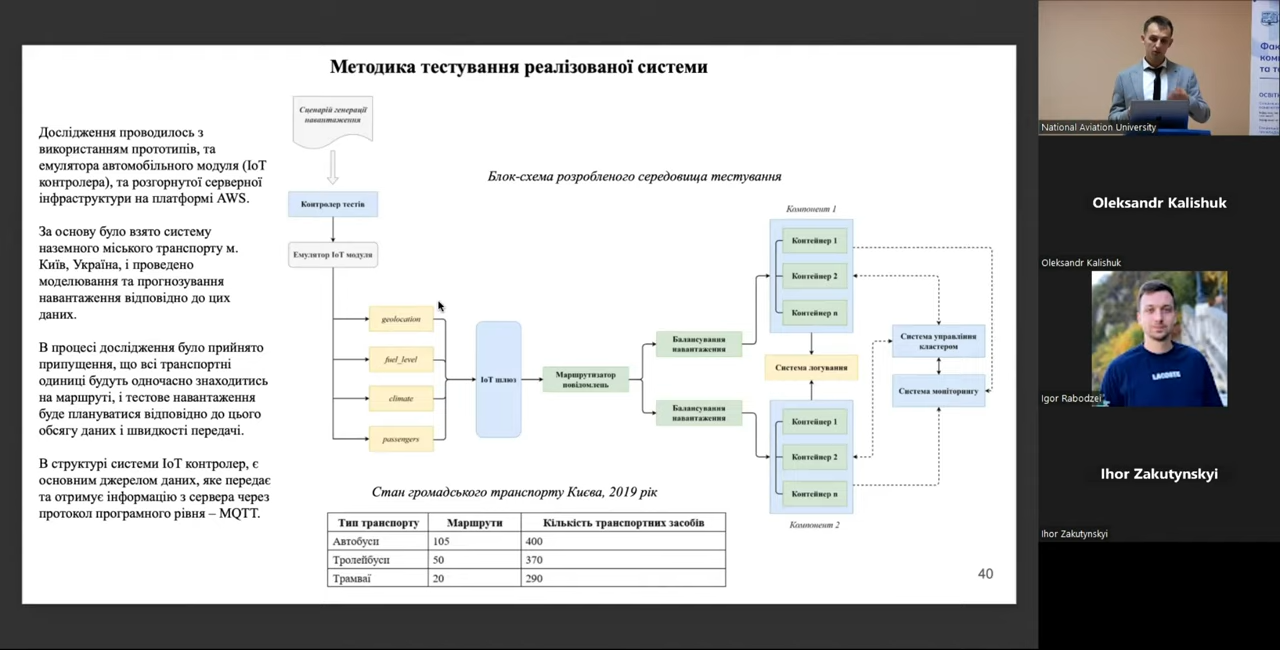 Методика тестування реалізованої системи
Дослідження проводилось з
використанням прототипів, та
емулятора автомобільного модуля (IoT
контролера), та розгорнутої серверної
інфраструктури на платформі AWS.
За основу було взято систему
наземного міського транспорту м.
Київ, Україна, і проведено
моделювання та прогнозування
навантаження відповідно до цих
даних.
В процесі дослідження було прийнято
припущення, що всі транспортні
одиниці будуть одночасно знаходитись
на маршруті, і тестове навантаження
буде плануватися відповідно до цього
обсягу даних і швидкості передачі.
В структурі системи IoT контролер, є
основним джерелом даних, яке передає
та отримує інформацію з сервера через
протокол програмного рівня – MQTT.
Сценарій генерації
навантаження
Контролер тестів
Емулятор IoT модуля
geolocation
fuel_level
climate
passengers
IoT шлюз
Маршрутизатор
повідомлень
Блок-схема розробленого середовища тестування
Балансування
навантаження
Балансування
навантаження
Компонент 1
Контейнер 1
Контейнер 2
Контейнер n
Система логування
Контейнер 1
Контейнер 2
Контейнер n
Компонент 2
Система управління
кластером
Система моніторингу
Стан громадського транспорту Києва, 2019 рік
Тип транспорту Маршрути Кількість транспортних засобів
Автобуси 105 400
Тролейбуси 50 370
Трамваї 20 290
40
National Aviation University
Oleksandr Kalishuk
Oleksandr Kalishuk
Igor Rabodzei
LACOSTE
Ihor Zakutynskyi
Ihor Zakutynskyi